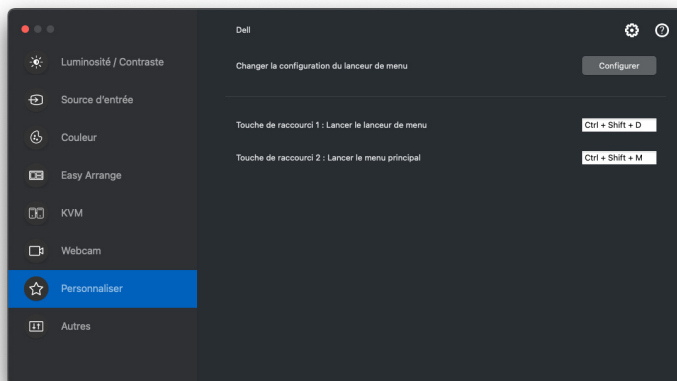 Dell
Luminosité / Contraste
Changer la configuration du lanceur de menu
Configurer
Source d'entrée
Touche de raccourci 1 : Lancer le lanceur de menu
Ctrl + Shift + D
Couleur
Touche de raccourci 2 : Lancer le menu principal
Ctrl + Shift + M
Easy Arrange
KVM
Webcam
Personnaliser
Autres